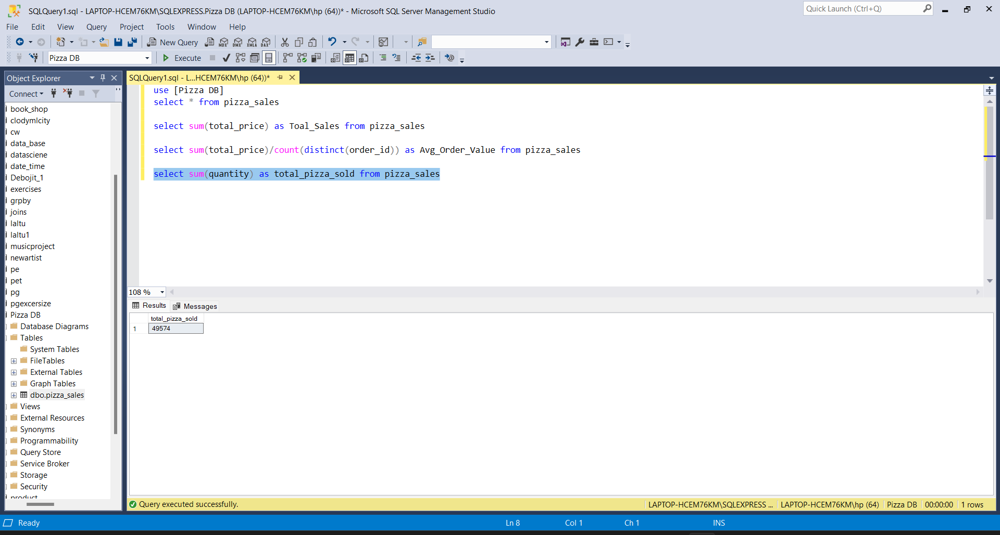 SQLQuery1.sql - LAPTOP-HCEM76KM\SQLEXPRESS.Pizza DB (LAPTOP-HCEM76KM\hp (64))* - Microsoft SQL Server Management Studio
Quick Launch (Ctrl+Q)
File Edit View Query Project Tools Window Help
New Query MDX DMX XMLA DAX
Pizza DB Execute
Object Explorer
SQLQuery1.sql - L...HCEM76KM\hp (64))*
Connect
book_shop
clodymlcity
cw
data_base
datasciene
date_time
Debojit_1
exercises
grpby
joins
laltu
laltu1
musicproject
newartist
pe
pet
pg
pgexcersize
Pizza DB
Database Diagrams
Tables
System Tables
FileTables
External Tables
Graph Tables
dbo.pizza_sales
Views
External Resources
Synonyms
Programmability
Query Store
Service Broker
Storage
Security
product
use [Pizza DB]
select * from pizza_sales
select sum(total_price) as Toal_Sales from pizza_sales
select sum(total_price)/count(distinct(order_id)) as Avg_Order_Value from pizza_sales
select sum(quantity) as total_pizza_sold from pizza_sales
108 %
Results Messages
total_pizza_sold
1 49574
Query executed successfully.
LAPTOP-HCEM76KM\SQLEXPRESS ... LAPTOP-HCEM76KM\hp (64) Pizza DB 00:00:00 1 rows
Ready Ln 8 Col 1 Ch 1 INS